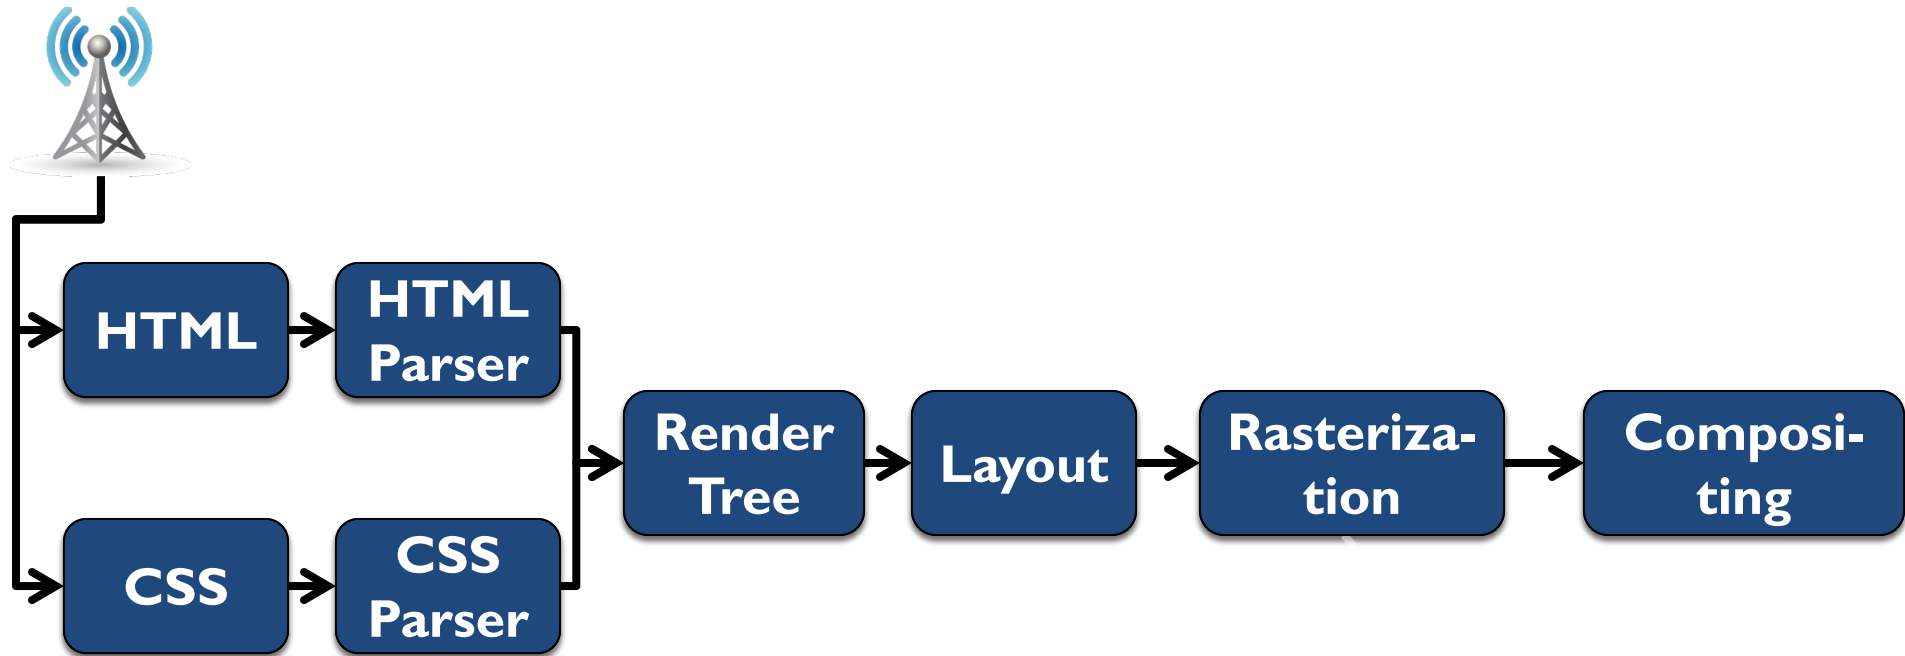 HTML
HTML
Parser
CSS
CSS
Parser
Render
Tree
Layout
Rasteriza-
tion
Composi-
ting